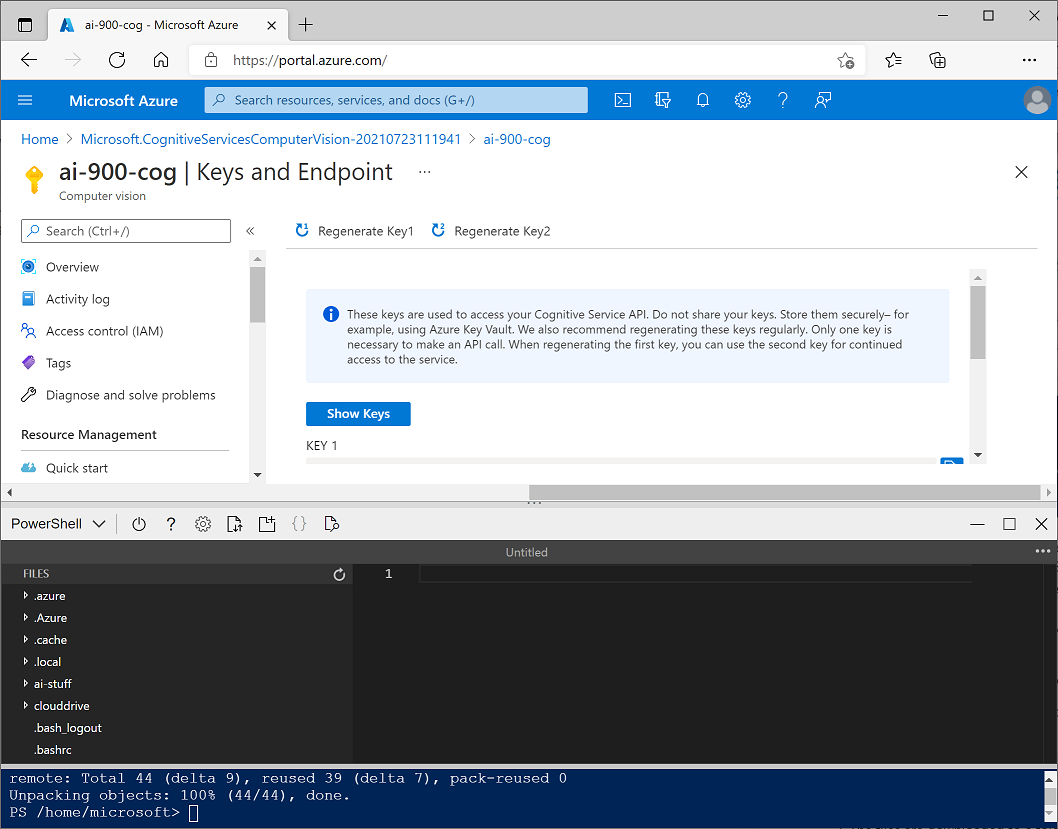 ai-900-cog - Microsoft Azure
https://portal.azure.com/
Microsoft Azure
Search resources, services, and docs (G+/)
Home > Microsoft.CognitiveServicesComputerVision-20210723111941 > ai-900-cog
ai-900-cog | Keys and Endpoint ...
Computer vision
Search (Ctrl+/)
«
Regenerate Key1
Regenerate Key2
Overview
Activity log
Access control (IAM)
Tags
Diagnose and solve problems
Resource Management
Quick start
These keys are used to access your Cognitive Service API. Do not share your keys. Store them securely– for
example, using Azure Key Vault. We also recommend regenerating these keys regularly. Only one key is
necessary to make an API call. When regenerating the first key, you can use the second key for continued
access to the service.
Show Keys
KEY 1
PowerShell
?
{}
Untitled
FILES
1
.azure
.Azure
.cache
.local
ai-stuff
clouddrive
.bash_logout
.bashrc
remote: Total 44 (delta 9), reused 39 (delta 7), pack-reused 0
Unpacking objects: 100% (44/44), done.
PS /home/microsoft>